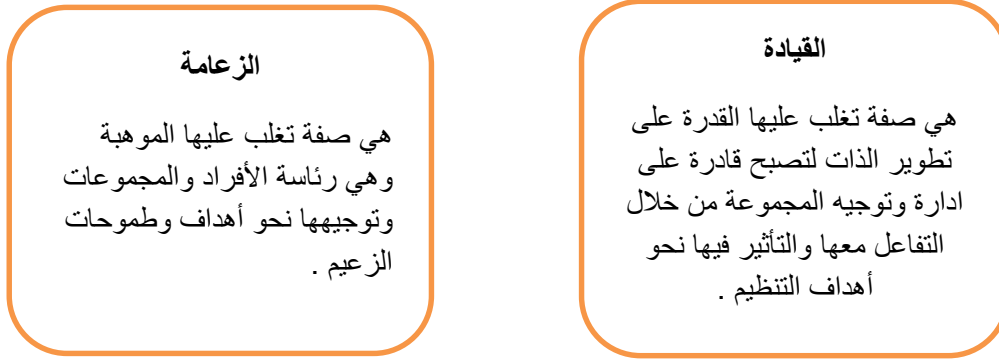 القيادة
هي صفة تغلب عليها القدرة على
تطوير الذات لتصبح قادرة على
ادارة وتوجيه المجموعة من خلال
التفاعل معها والتأثير فيها نحو
أهداف التنظيم .
الزعامة
هي صفة تغلب عليها الموهبة
وهي رئاسة الأفراد والمجموعات
وتوجيهها نحو أهداف وطموحات
الزعيم .